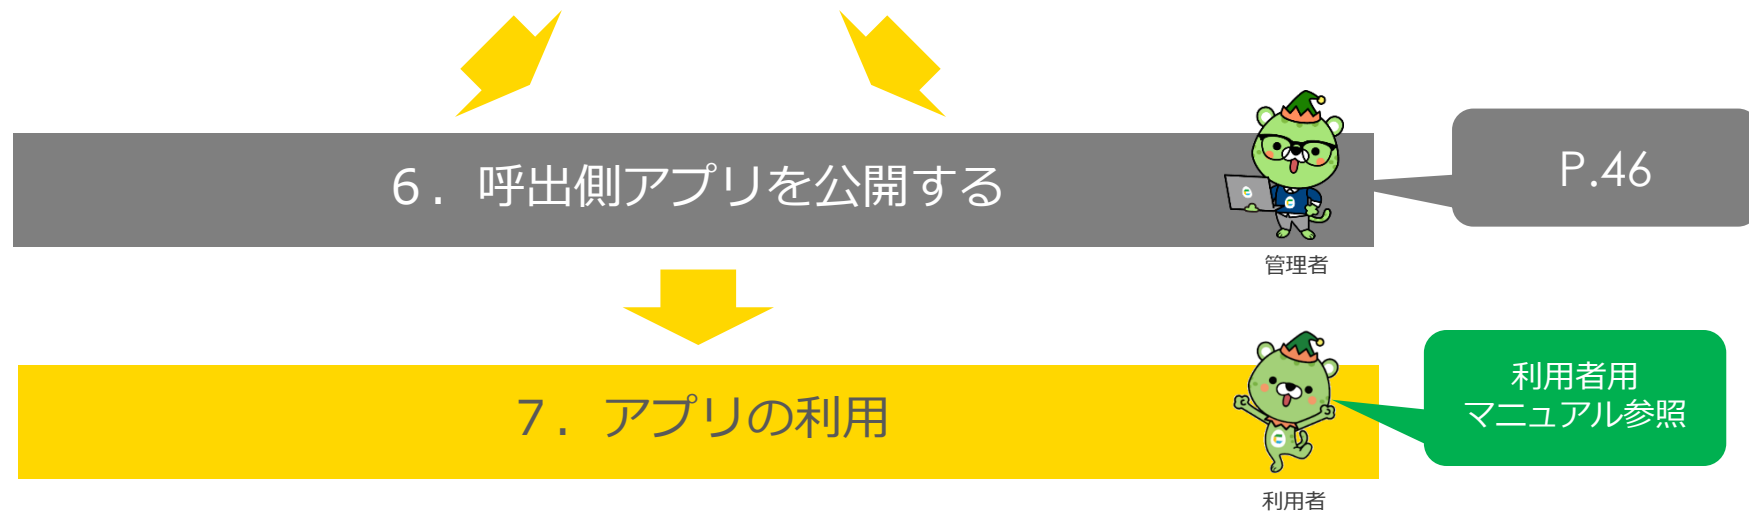 ６．呼出側アプリを公開する
P.46
管理者
７．アプリの利用
利用者用
マニュアル参照
利用者